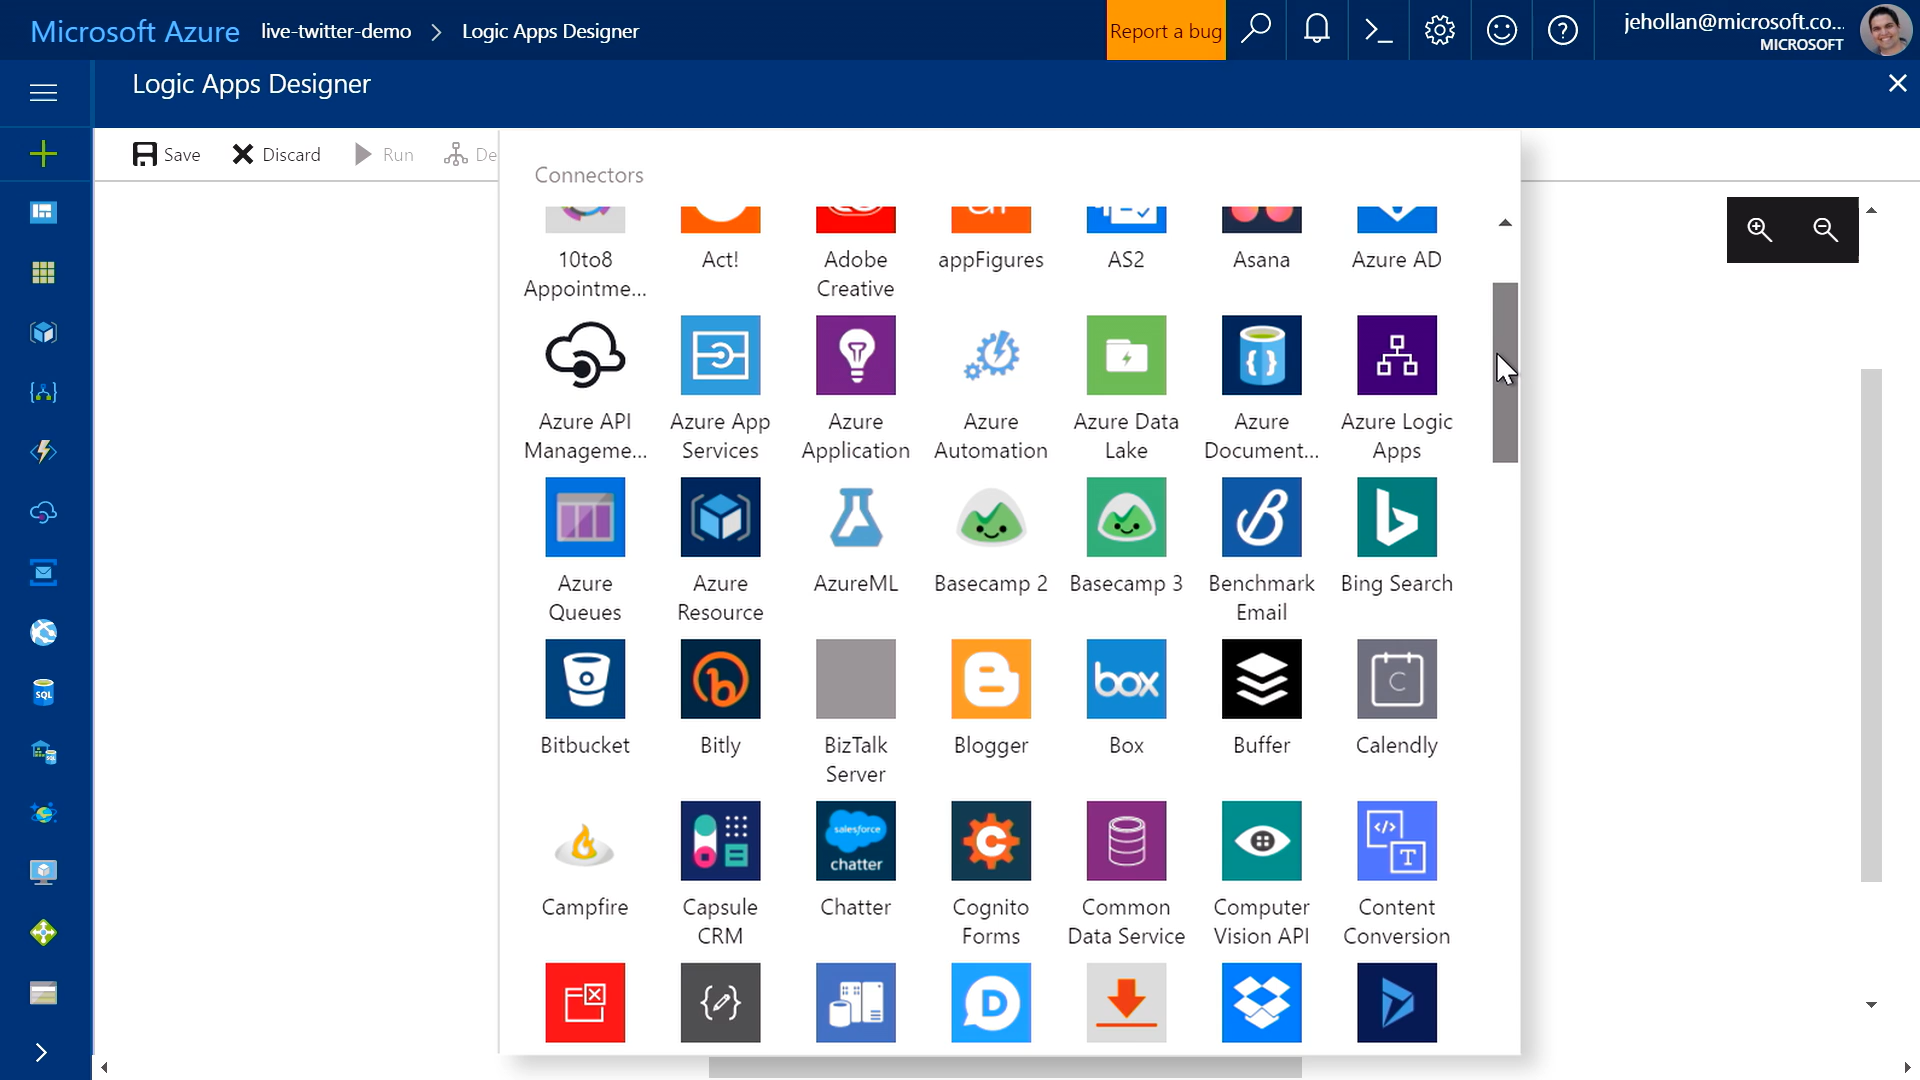 Microsoft Azure live-twitter-demo > Logic Apps Designer
Report a bug
jehollan@microsoft.co...
MICROSOFT
Logic Apps Designer
Save Discard Run De
Connectors
10to8 Appointme...
Act!
Adobe Creative
appFigures
AS2
Asana
Azure AD
Azure API Manageme...
Azure App Services
Azure Application
Azure Automation
Azure Data Lake
Azure Document...
Azure Logic Apps
Azure Queues
Azure Resource
AzureML
Basecamp 2
Basecamp 3
Benchmark Email
Bing Search
box
Bitbucket
Bitly
BizTalk Server
Blogger
Box
Buffer
Calendly
salesforce
chatter
SQL
Campfire
Capsule CRM
Chatter
Cognito Forms
Common Data Service
Computer Vision API
Content Conversion